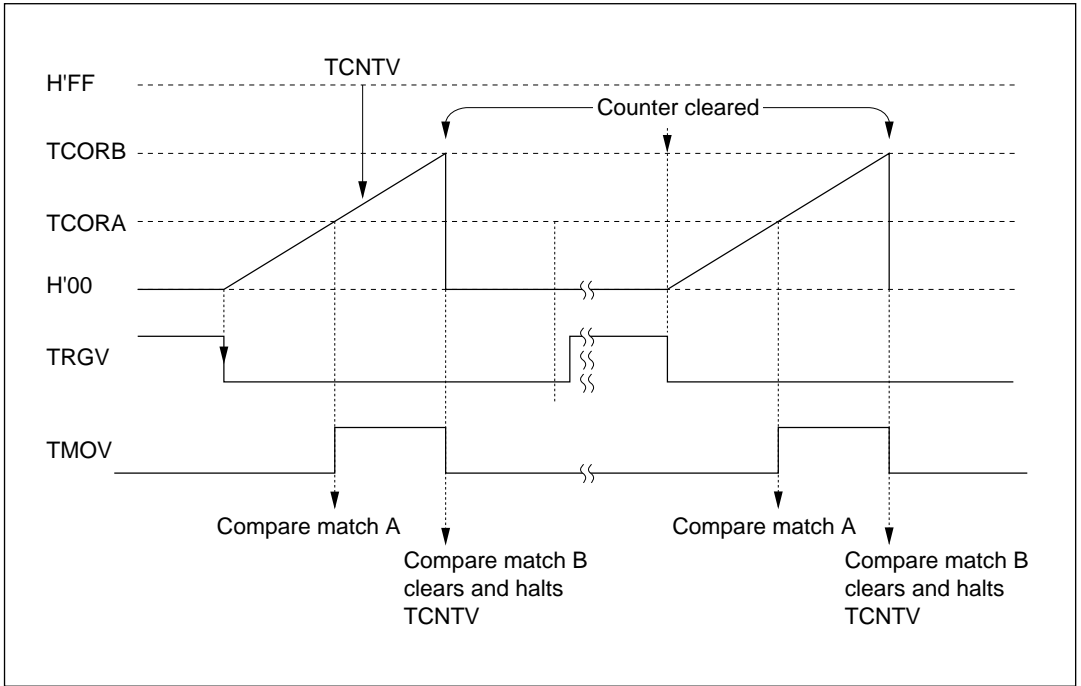 TCNTV
H'FF
Counter cleared
TCORB
TCORA
H'00
TRGV
TMOV
Compare match A
Compare match B
clears and halts
TCNTV
Compare match A
Compare match B
clears and halts
TCNTV